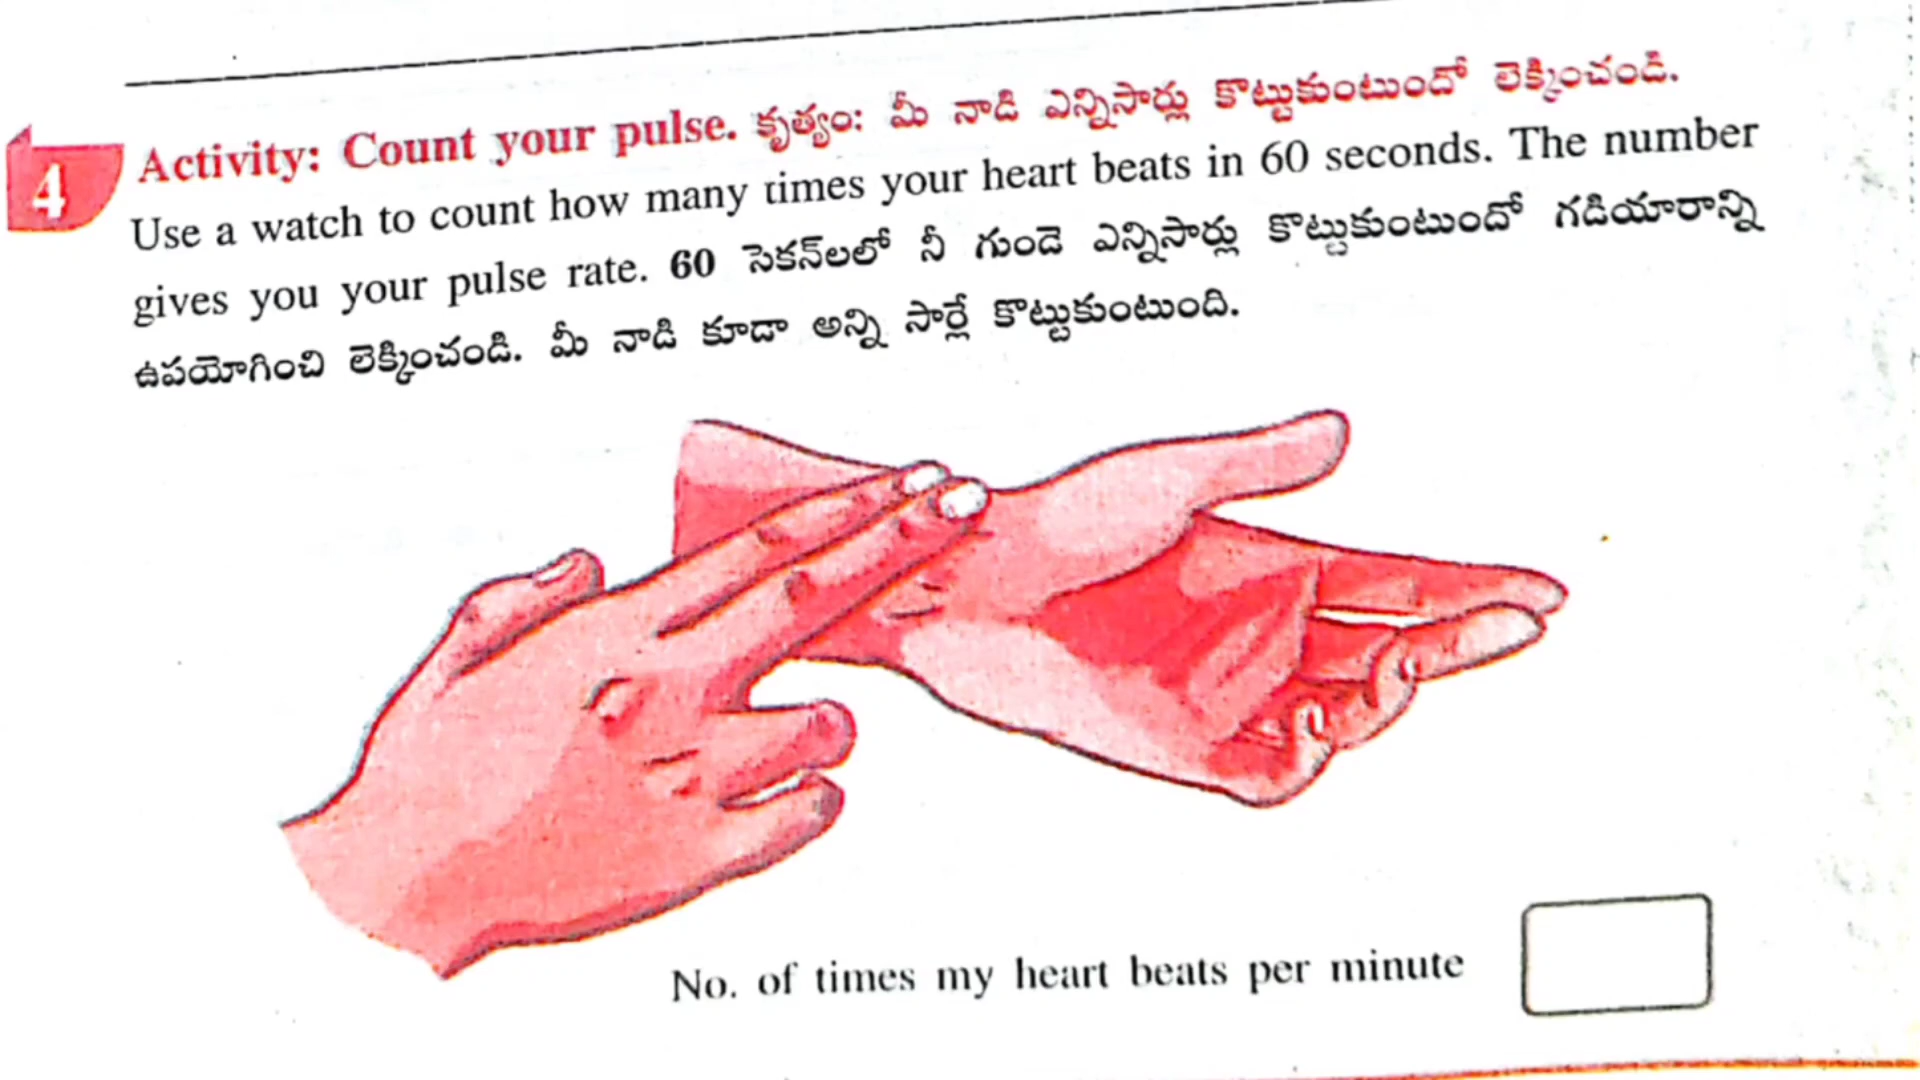 4 Activity: Count your pulse. కృత్యం: మీ నాడి ఎన్నిసార్లు కొట్టుకుంటుందో లెక్కించండి.
Use a watch to count how many times your heart beats in 60 seconds. The number
gives you your pulse rate. 60 సెకన్‌లలో నీ గుండె ఎన్నిసార్లు కొట్టుకుంటుందో గడియారాన్ని
ఉపయోగించి లెక్కించండి. మీ నాడి కూడా అన్ని సార్లే కొట్టుకుంటుంది.
No. of times my heart beats per minute